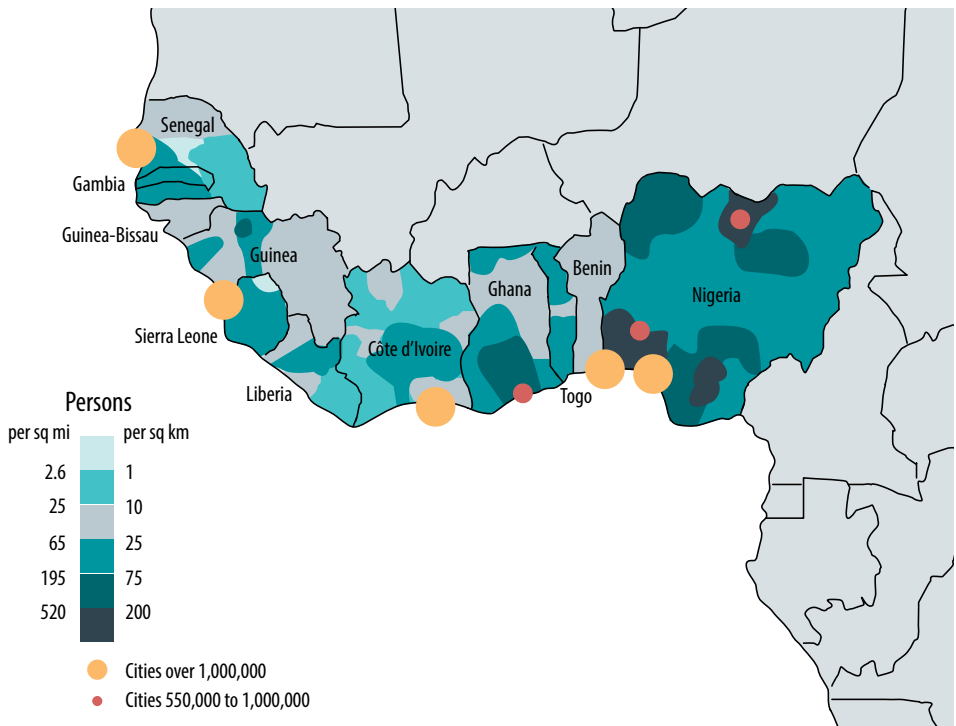 Senegal
Gambia
Guinea-Bissau
Guinea
Sierra Leone
Liberia
Côte d'Ivoire
Ghana
Togo
Benin
Nigeria
Persons
per sq mi per sq km
2.6 1
25 10
65 25
195 75
520 200
Cities over 1,000,000
Cities 550,000 to 1,000,000